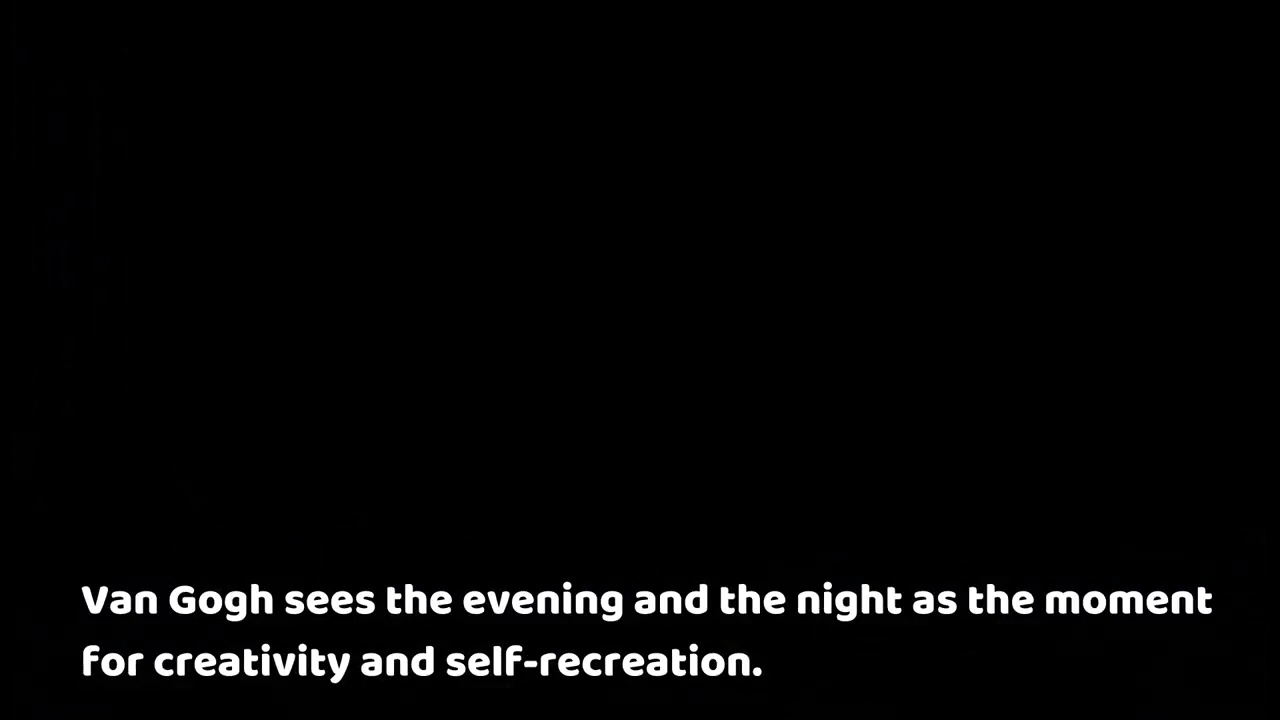 Van Gogh sees the evening and the night as the moment
for creativity and self-recreation.